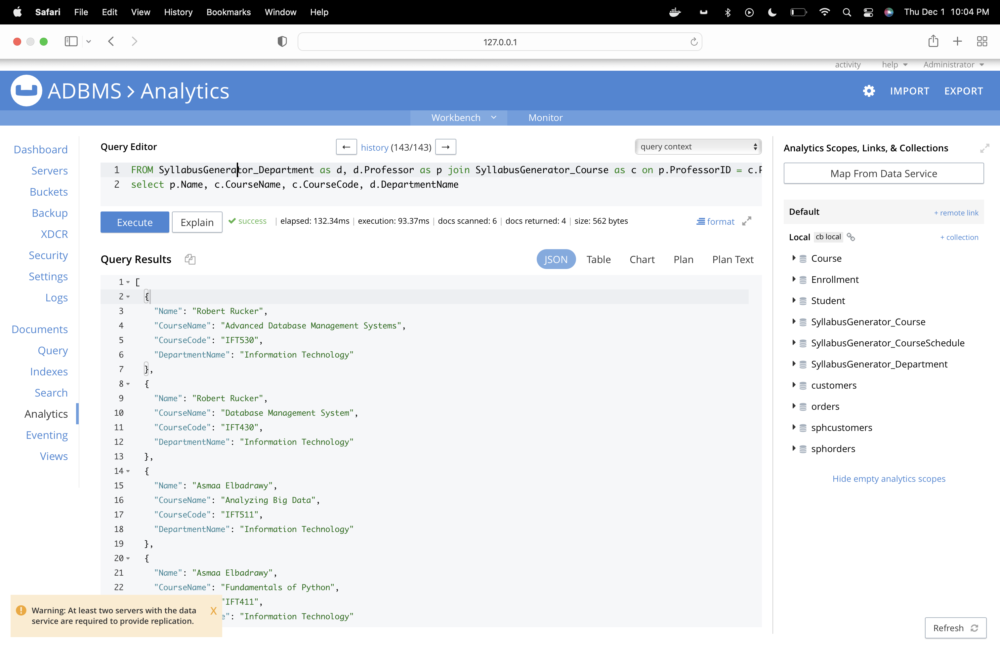 Safari File Edit View History Bookmarks Window Help Thu Dec 1 10:04 PM
127.0.0.1
activity help Administrator
ADBMS > Analytics IMPORT EXPORT
Workbench Monitor
Dashboard
Servers
Buckets
Backup
XDCR
Security
Settings
Logs
Documents
Query
Indexes
Search
Analytics
Eventing
Views
Query Editor ← history (143/143) → query context
1 FROM SyllabusGenerator_Department as d, d.Professor as p join SyllabusGenerator_Course as c on p.ProfessorID = c.P
2 select p.Name, c.CourseName, c.CourseCode, d.DepartmentName
Execute Explain success | elapsed: 132.34ms | execution: 93.37ms | docs scanned: 6 | docs returned: 4 | size: 562 bytes format
Query Results JSON Table Chart Plan Plan Text
1 [
2 {
3 "Name": "Robert Rucker",
4 "CourseName": "Advanced Database Management Systems",
5 "CourseCode": "IFT530",
6 "DepartmentName": "Information Technology"
7 },
8 {
9 "Name": "Robert Rucker",
10 "CourseName": "Database Management System",
11 "CourseCode": "IFT430",
12 "DepartmentName": "Information Technology"
13 },
14 {
15 "Name": "Asmaa Elbadrawy",
16 "CourseName": "Analyzing Big Data",
17 "CourseCode": "IFT511",
18 "DepartmentName": "Information Technology"
19 },
20 {
21 "Name": "Asmaa Elbadrawy",
22 "CourseName": "Fundamentals of Python",
"IFT411",
e": "Information Technology"
Warning: At least two servers with the data X
service are required to provide replication.
Analytics Scopes, Links, & Collections
Map From Data Service
Default + remote link
Local cb local + collection
Course
Enrollment
Student
SyllabusGenerator_Course
SyllabusGenerator_CourseSchedule
SyllabusGenerator_Department
customers
orders
sphcustomers
sphorders
Hide empty analytics scopes
Refresh